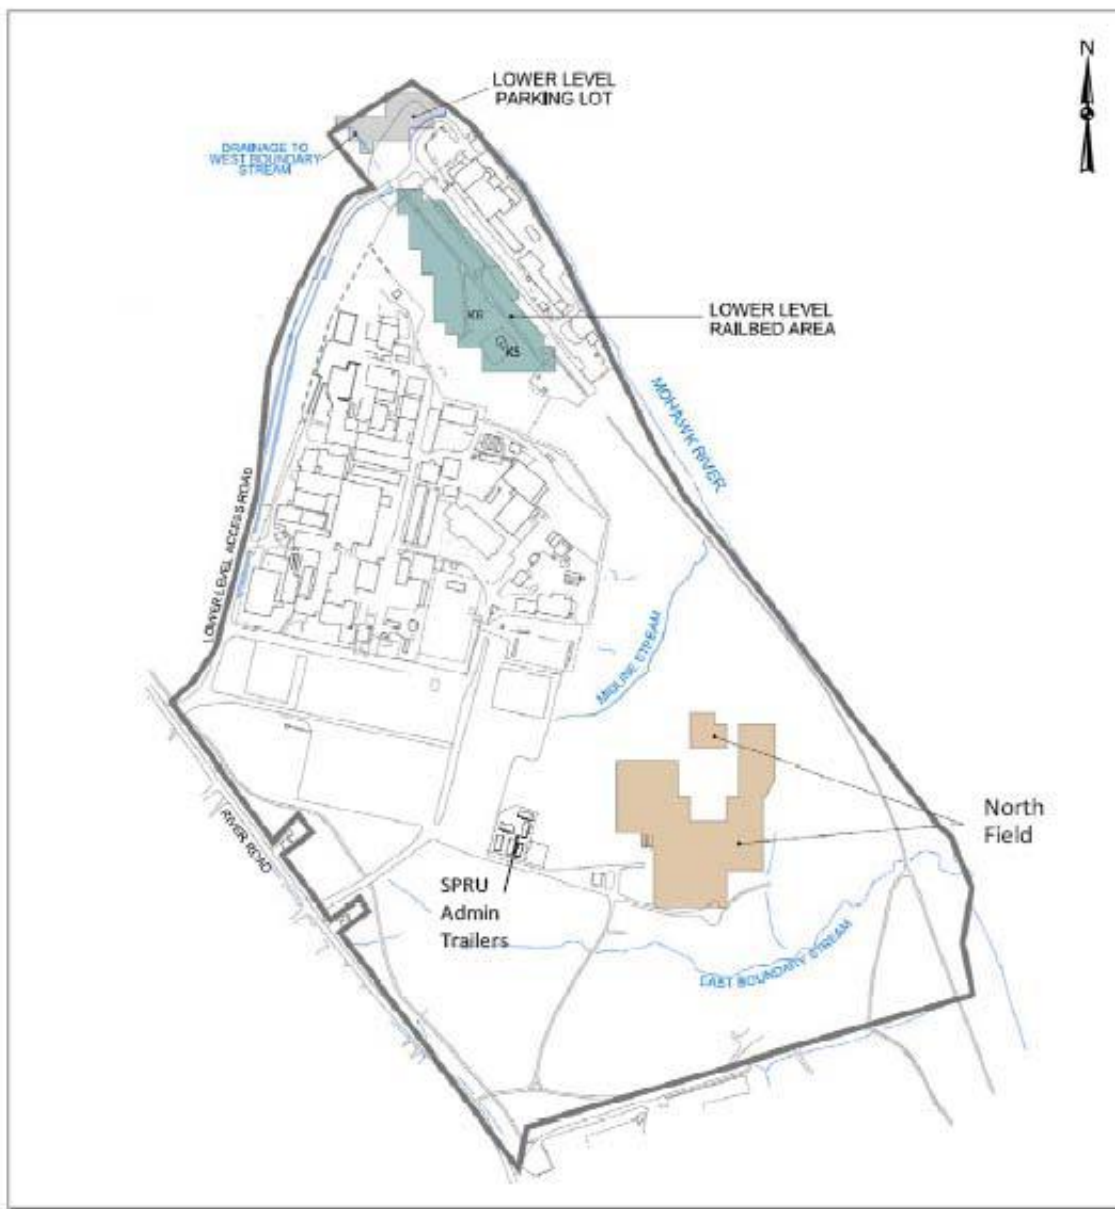 N
LOWER LEVEL
PARKING LOT
DRAINAGE TO
WEST BOUNDARY
STREAM
LOWER LEVEL
RAILBED AREA
K6
K5
MOHAWK RIVER
LOWER LEVEL ACCESS ROAD
MIDLINE STREAM
North
Field
RIVER ROAD
SPRU
Admin
Trailers
EAST BOUNDARY STREAM